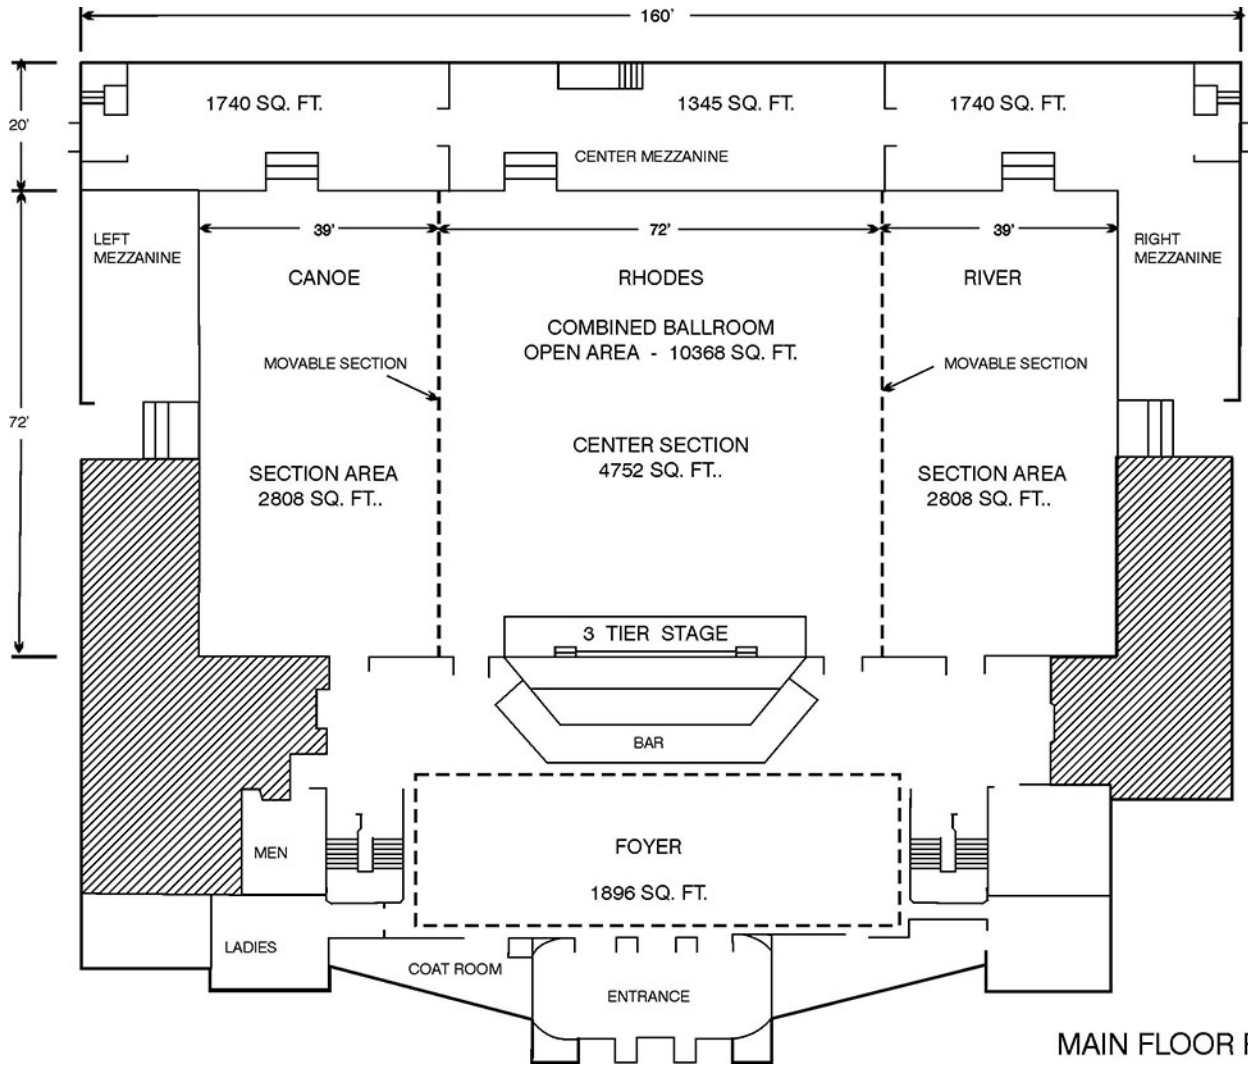 160'
1740 SQ. FT.
1345 SQ. FT.
1740 SQ. FT.
20'
CENTER MEZZANINE
LEFT
MEZZANINE
39'
72'
39'
RIGHT
MEZZANINE
CANOE
RHODES
RIVER
COMBINED BALLROOM
OPEN AREA - 10368 SQ. FT.
MOVABLE SECTION
MOVABLE SECTION
72'
CENTER SECTION
4752 SQ. FT..
SECTION AREA
2808 SQ. FT..
SECTION AREA
2808 SQ. FT..
3 TIER STAGE
BAR
FOYER
1896 SQ. FT.
MEN
LADIES
COAT ROOM
ENTRANCE
MAIN FLOOR